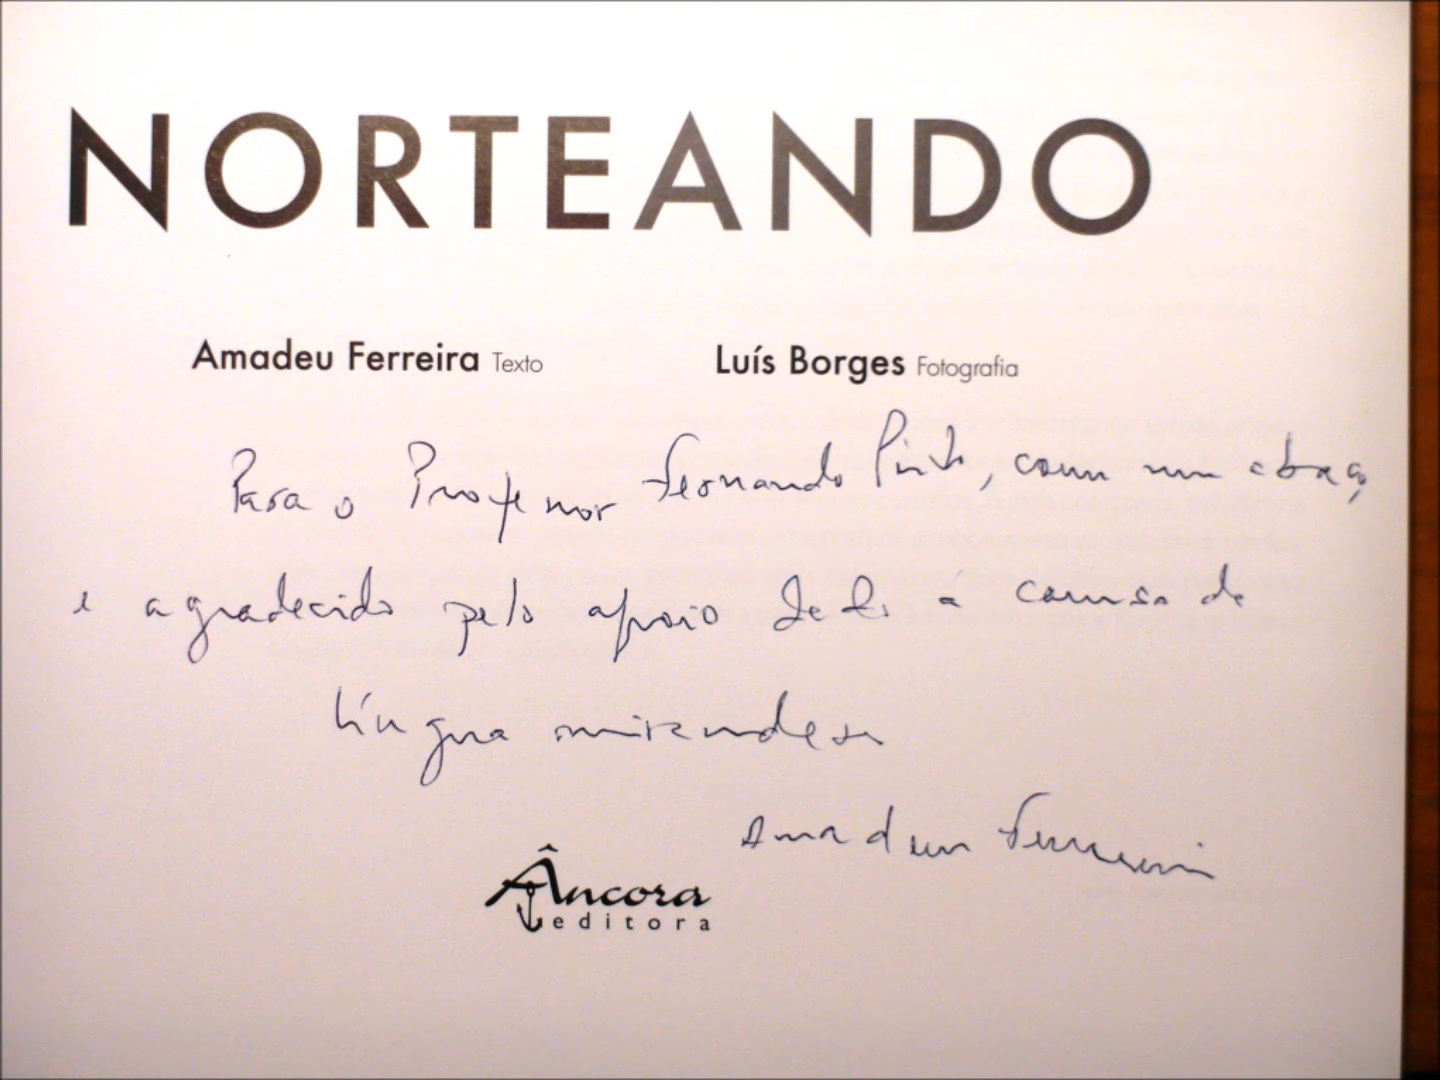 NORTEANDO
Amadeu Ferreira Texto
Luís Borges Fotografia
Para o Professor Fernando Pinto, com um abraço
e agradecido pelo apoio à causa da
língua mirandesa
Amadeu Ferreira
Âncora
editora